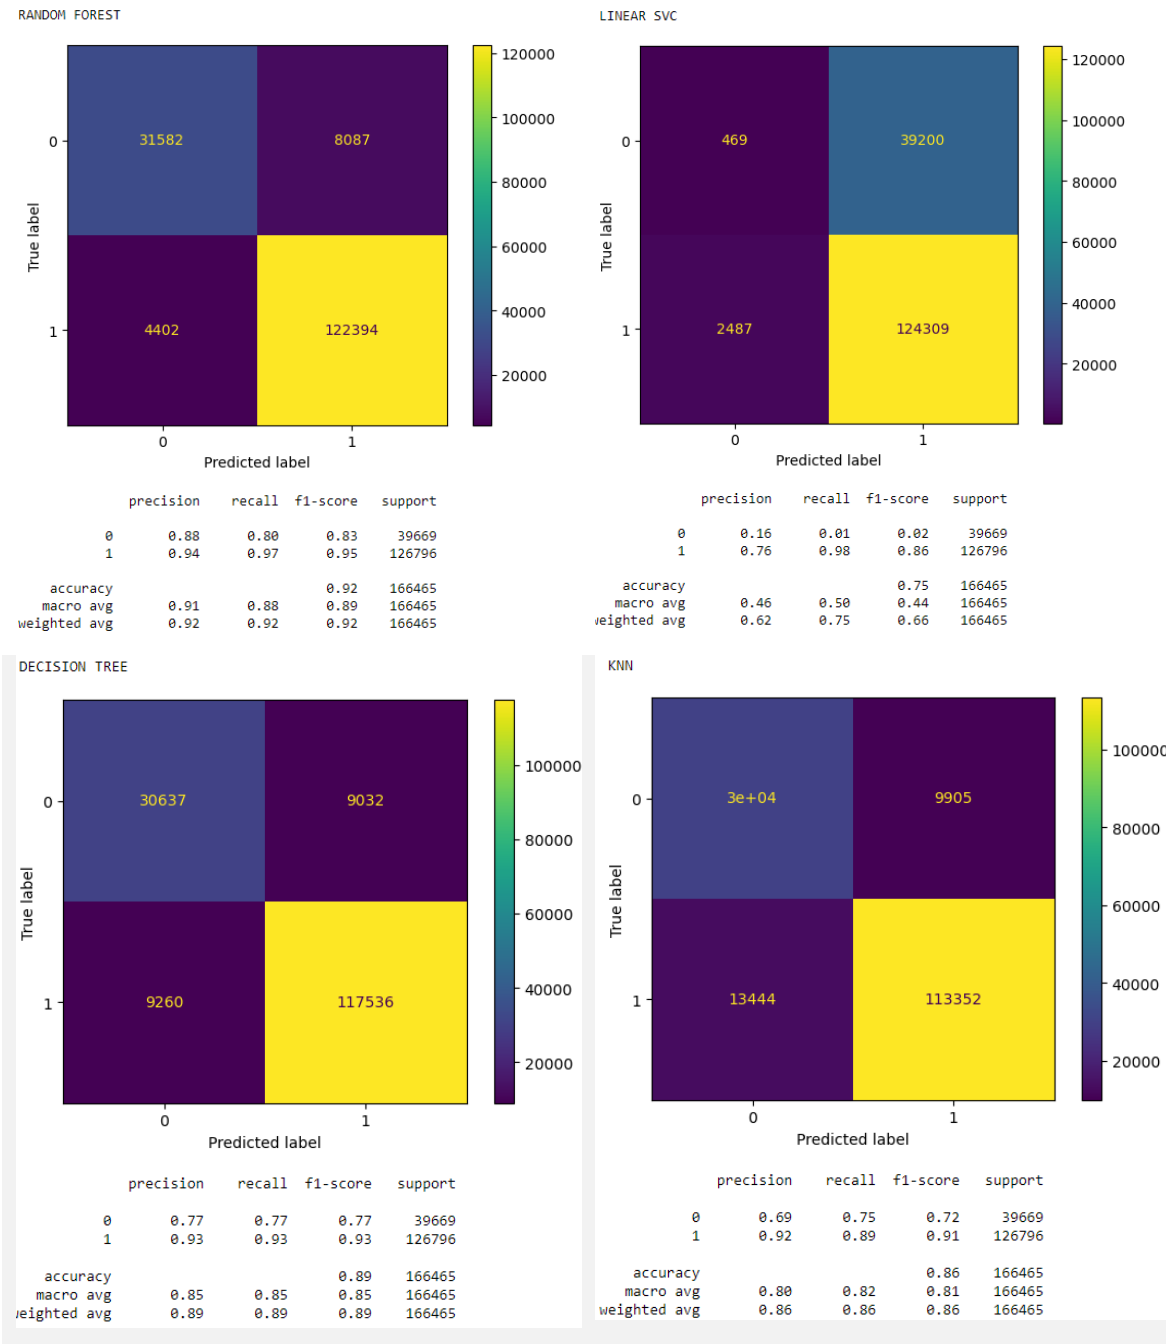 RANDOM FOREST
120000
100000
80000
60000
40000
20000
0
1
True label
31582 8087
4402 122394
0 1
Predicted label
precision recall f1-score support
0 0.88 0.80 0.83 39669
1 0.94 0.97 0.95 126796
accuracy 0.92 166465
macro avg 0.91 0.88 0.89 166465
weighted avg 0.92 0.92 0.92 166465
LINEAR SVC
120000
100000
80000
60000
40000
20000
0
1
True label
469 39200
2487 124309
0 1
Predicted label
precision recall f1-score support
0 0.16 0.01 0.02 39669
1 0.76 0.98 0.86 126796
accuracy 0.75 166465
macro avg 0.46 0.50 0.44 166465
weighted avg 0.62 0.75 0.66 166465
DECISION TREE
100000
80000
60000
40000
20000
0
1
True label
30637 9032
9260 117536
0 1
Predicted label
precision recall f1-score support
0 0.77 0.77 0.77 39669
1 0.93 0.93 0.93 126796
accuracy 0.89 166465
macro avg 0.85 0.85 0.85 166465
weighted avg 0.89 0.89 0.89 166465
KNN
100000
80000
60000
40000
20000
0
1
True label
3e+04 9905
13444 113352
0 1
Predicted label
precision recall f1-score support
0 0.69 0.75 0.72 39669
1 0.92 0.89 0.91 126796
accuracy 0.86 166465
macro avg 0.80 0.82 0.81 166465
weighted avg 0.86 0.86 0.86 166465